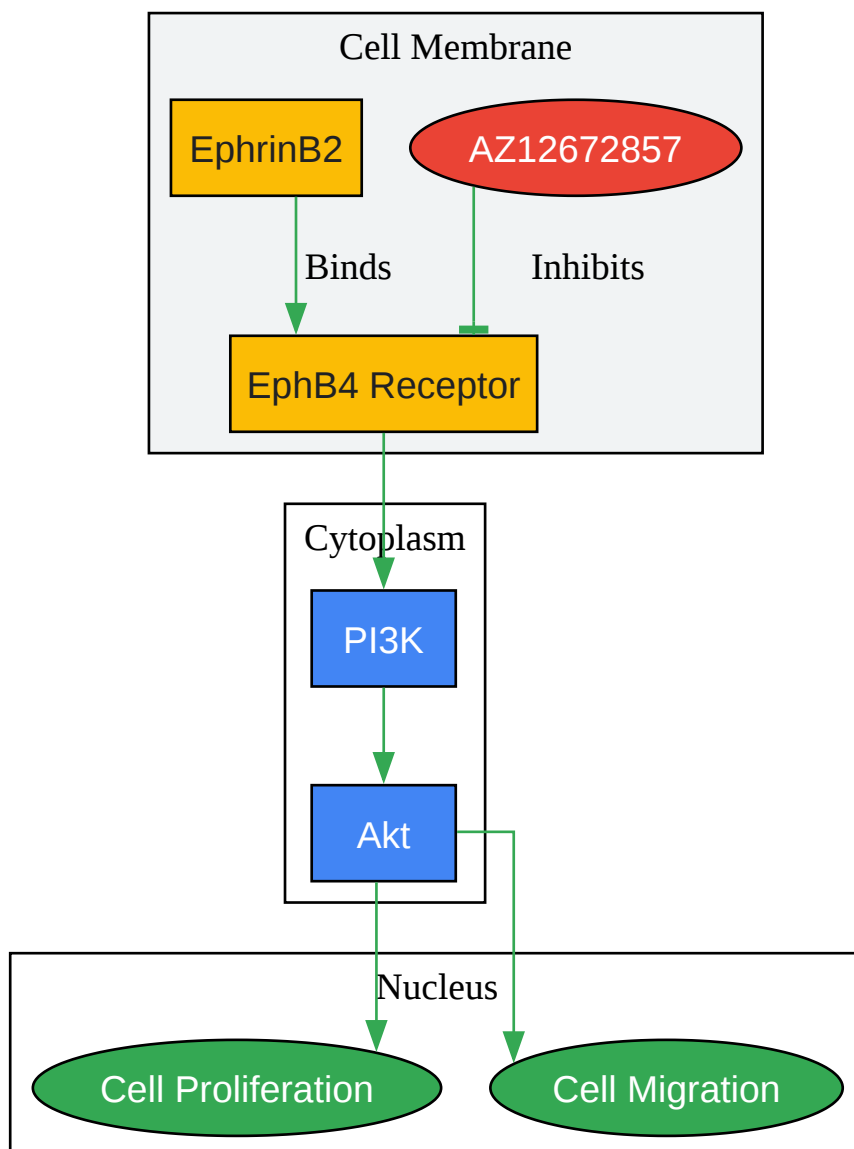 Cell Membrane
EphrinB2
AZ12672857
Binds
Inhibits
EphB4 Receptor
Cytoplasm
PI3K
Akt
Nucleus
Cell Proliferation
Cell Migration